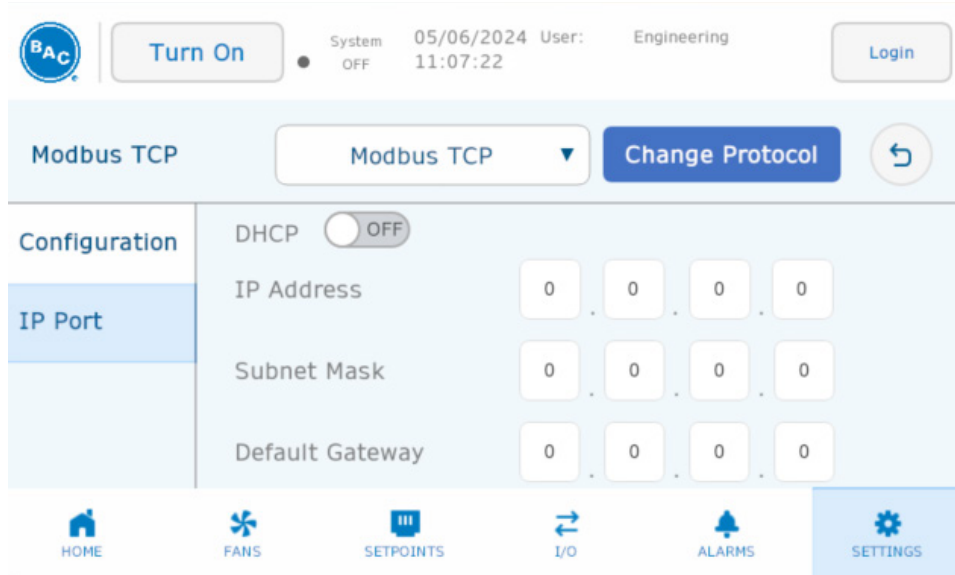 BAC
Turn On
System
OFF
05/06/2024
11:07:22
User:
Engineering
Login
Modbus TCP
Modbus TCP
Change Protocol
Configuration
IP Port
DHCP OFF
IP Address 0 . 0 . 0 . 0
Subnet Mask 0 . 0 . 0 . 0
Default Gateway 0 . 0 . 0 . 0
HOME
FANS
SETPOINTS
I/O
ALARMS
SETTINGS